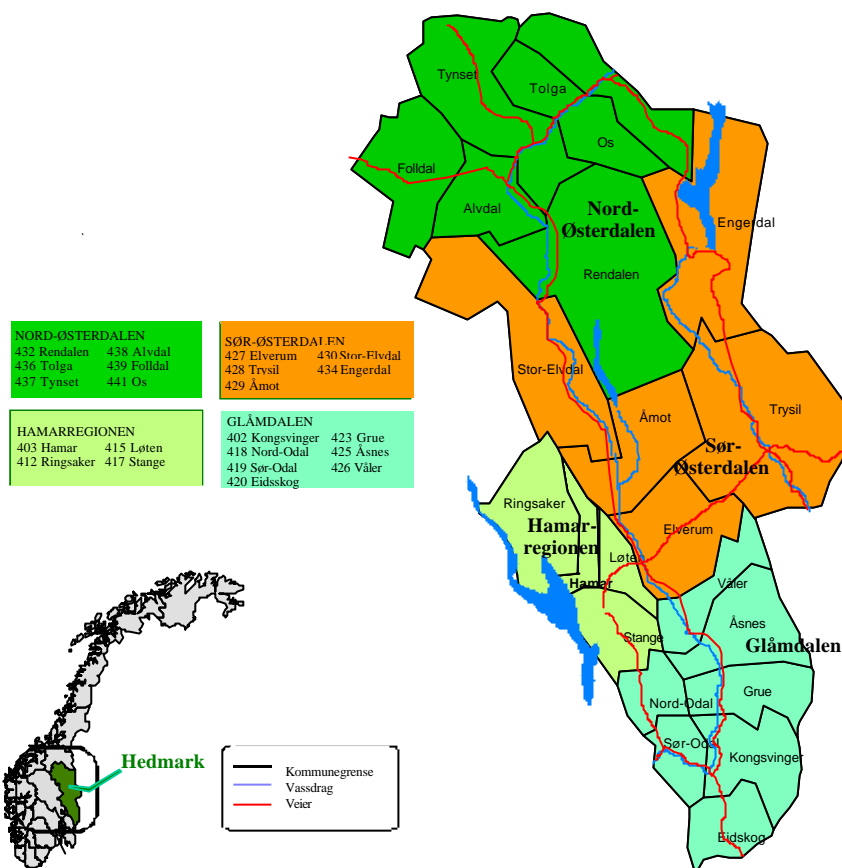 Tynset
Tolga
Os
Folldal
Alvdal
Nord-
Østerdalen
Engerdal
Rendalen
NORD-ØSTERDALEN
432 Rendalen 438 Alvdal
436 Tolga 439 Folldal
437 Tynset 441 Os
SØR-ØSTERDALEN
427 Elverum 430 Stor-Elvdal
428 Trysil 434 Engerdal
429 Åmot
Stor-Elvdal
Åmot
Trysil
HAMARREGIONEN
403 Hamar 415 Løten
412 Ringsaker 417 Stange
GLÅMDALEN
402 Kongsvinger 423 Grue
418 Nord-Odal 425 Åsnes
419 Sør-Odal 426 Våler
420 Eidsskog
Sør-
Østerdalen
Ringsaker
Hamar-
regionen
Elverum
Løten
Hamar
Våler
Åsnes
Stange
Glåmdalen
Nord-Odal
Grue
Sør-Odal
Kongsvinger
Eidskog
Hedmark
Kommunegrense
Vassdrag
Veier